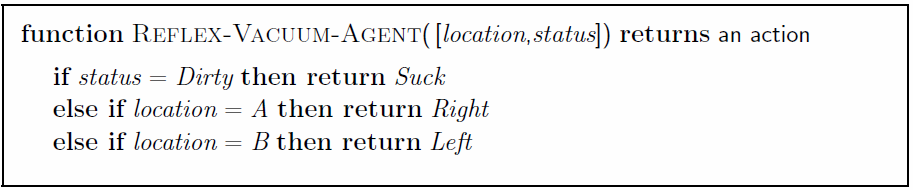 function REFLEX-VACUUM-AGENT([location,status]) returns an action
if status = Dirty then return Suck
else if location = A then return Right
else if location = B then return Left